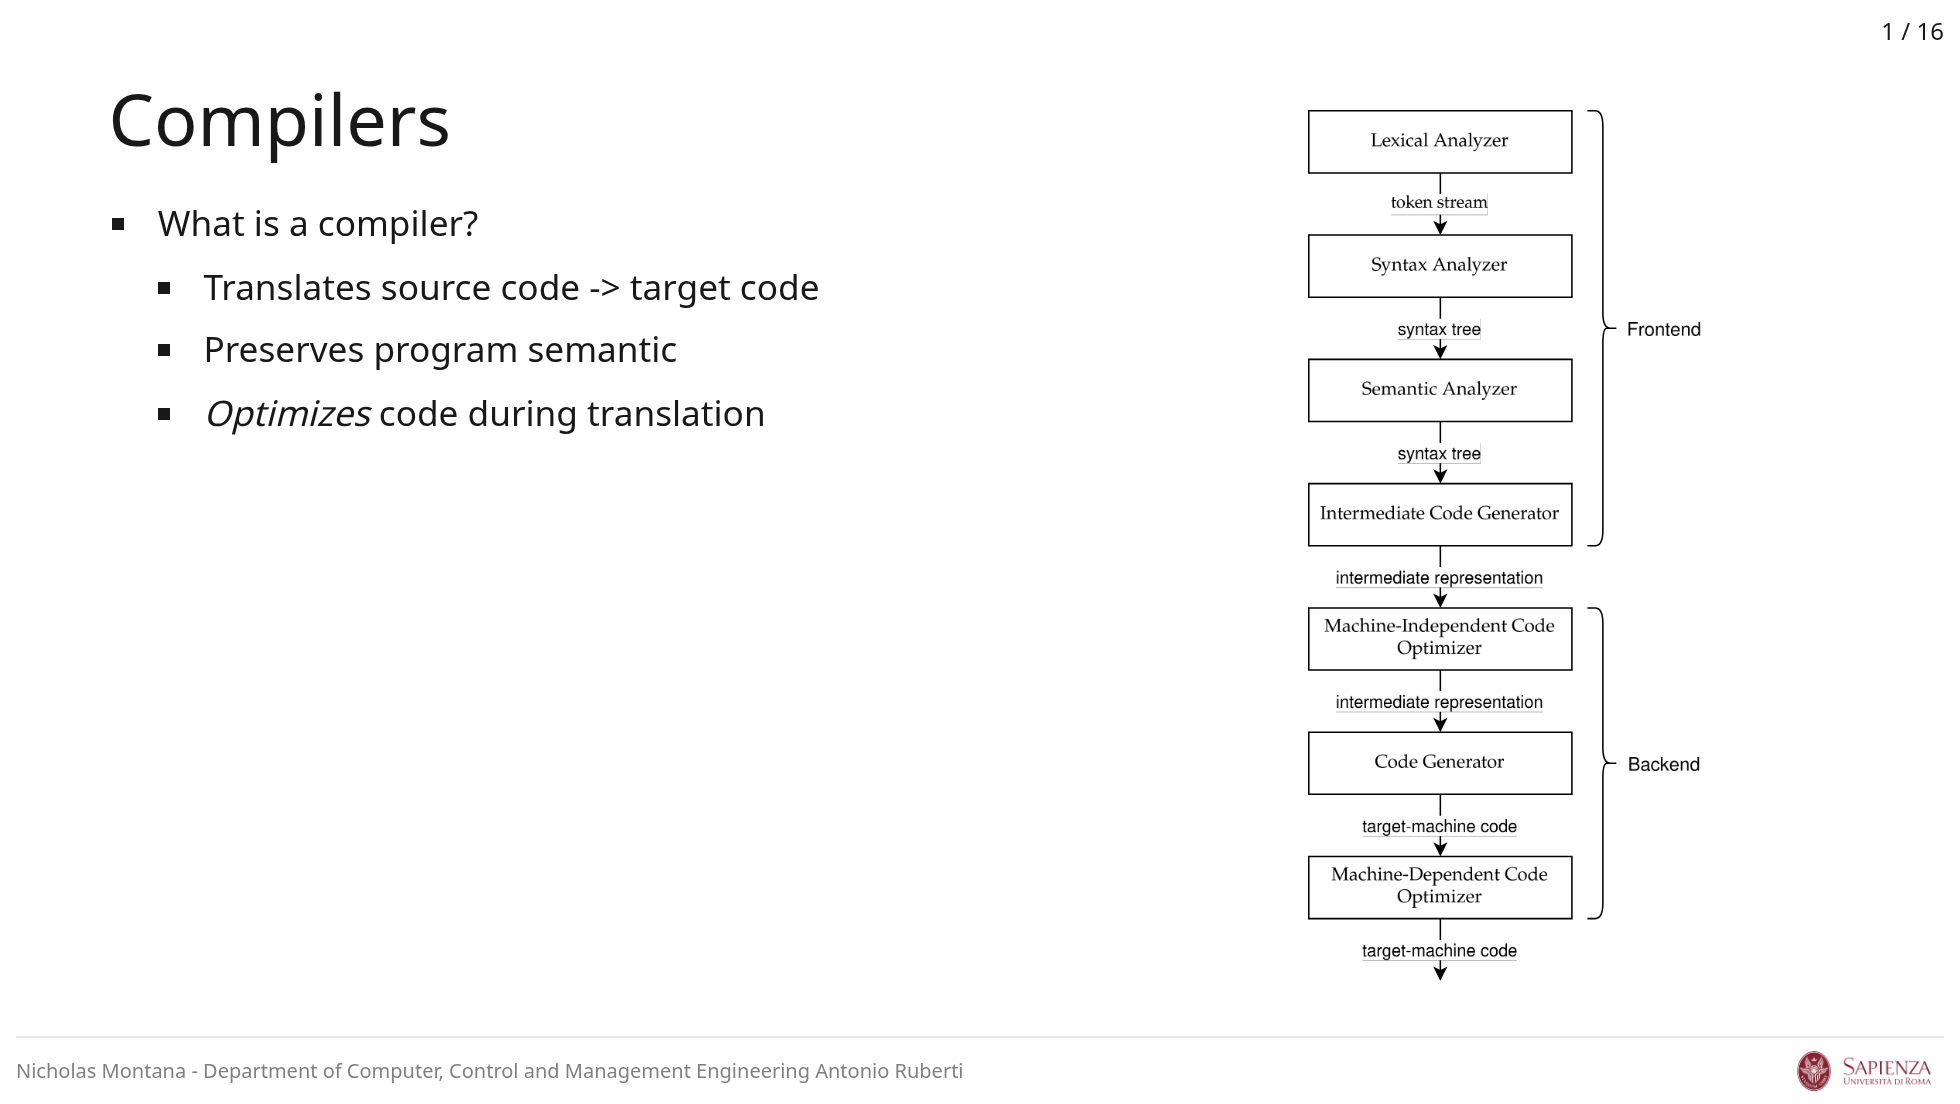 1 / 16
Compilers
What is a compiler?
Translates source code -> target code
Preserves program semantic
Optimizes code during translation
Lexical Analyzer
token stream
Syntax Analyzer
syntax tree
Frontend
Semantic Analyzer
syntax tree
Intermediate Code Generator
intermediate representation
Machine-Independent Code
Optimizer
intermediate representation
Code Generator
Backend
target-machine code
Machine-Dependent Code
Optimizer
target-machine code
Nicholas Montana - Department of Computer, Control and Management Engineering Antonio Ruberti
SAPIENZA
UNIVERSITÀ DI ROMA